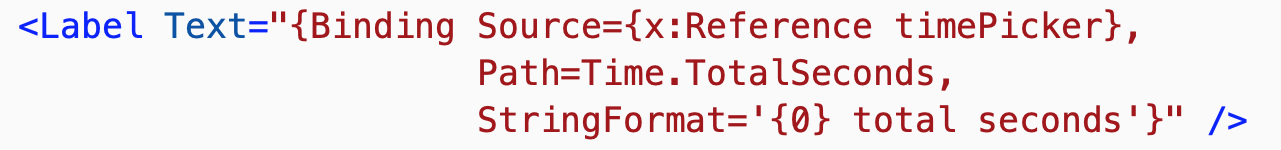 <Label Text="{Binding Source={x:Reference timePicker},
Path=Time.TotalSeconds,
StringFormat='{0} total seconds'}" />